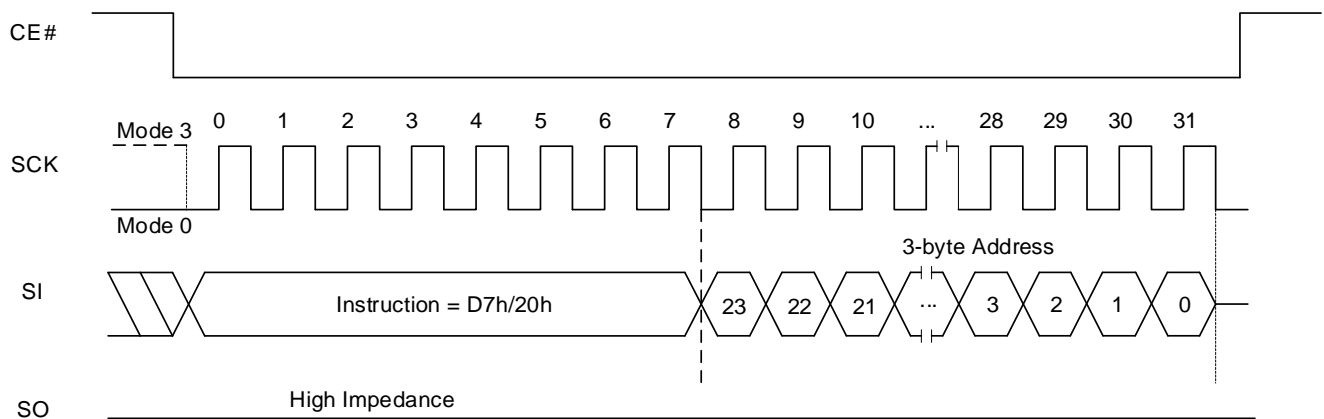 CE#
0 1 2 3 4 5 6 7 8 9 10 ... 28 29 30 31
Mode 3
SCK
Mode 0
3-byte Address
SI
Instruction = D7h/20h 23 22 21 ... 3 2 1 0
High Impedance
SO